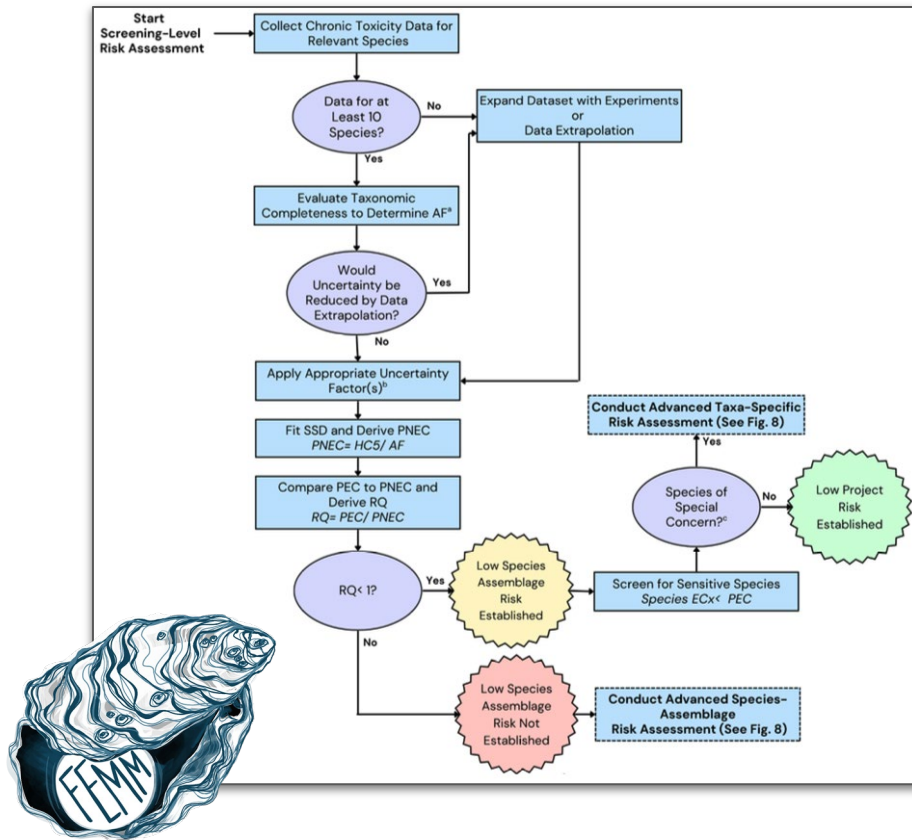 Start
Screening-Level
Risk Assessment
Collect Chronic Toxicity Data for
Relevant Species
Data for at
Least 10
Species?
No
Expand Dataset with Experiments
or
Data Extrapolation
Yes
Evaluate Taxonomic
Completeness to Determine AFᵃ
Would
Uncertainty be
Reduced by Data
Extrapolation?
Yes
No
Apply Appropriate Uncertainty
Factor(s)ᵇ
Fit SSD and Derive PNEC
PNEC= HC5/ AF
Compare PEC to PNEC and
Derive RQ
RQ= PEC/ PNEC
RQ< 1?
Yes
Low Species
Assemblage
Risk
Established
Screen for Sensitive Species
Species ECx< PEC
Species of
Special
Concern?ᶜ
Yes
Conduct Advanced Taxa-Specific
Risk Assessment (See Fig. 8)
No
Low Project
Risk
Established
No
Low Species
Assemblage
Risk Not
Established
Conduct Advanced Species-
Assemblage
Risk Assessment (See Fig. 8)
FEMM